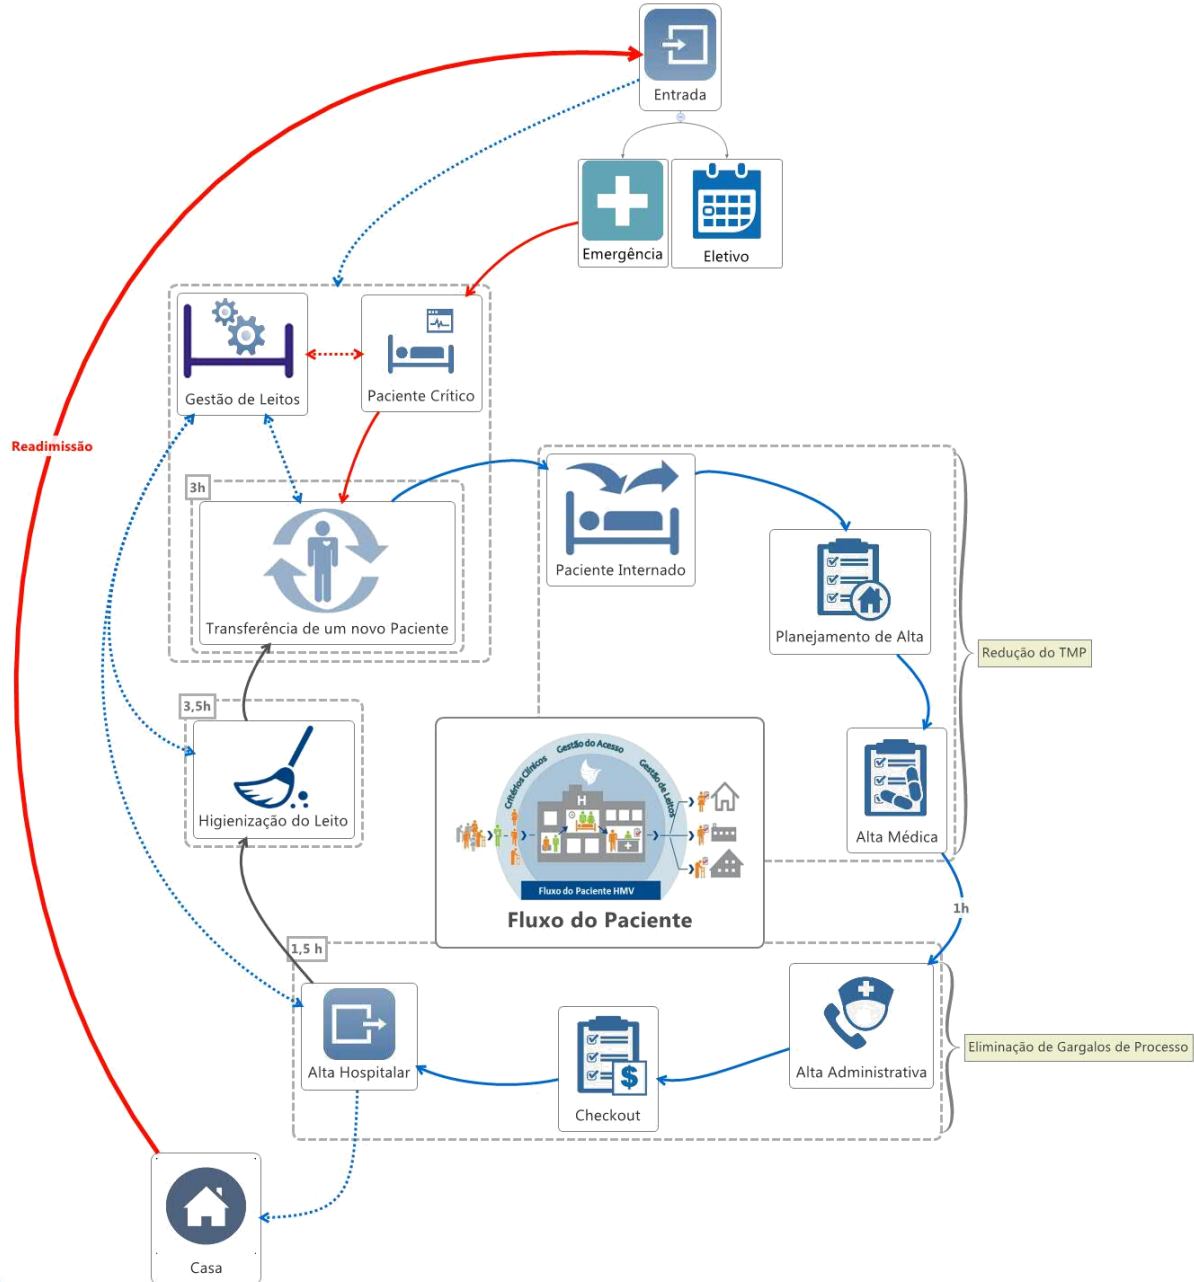 Entrada
Emergência
Eletivo
Gestão de Leitos
Paciente Crítico
Readimissão
3h
Transferência de um novo Paciente
Paciente Internado
Planejamento de Alta
Redução do TMP
3,5h
Higienização do Leito
Alta Médica
Critérios Clínicos
Gestão do Acesso
Gestão de Leitos
H
Fluxo do Paciente HMV
Fluxo do Paciente
1h
1,5 h
Alta Hospitalar
$
Checkout
Alta Administrativa
Eliminação de Gargalos de Processo
Casa